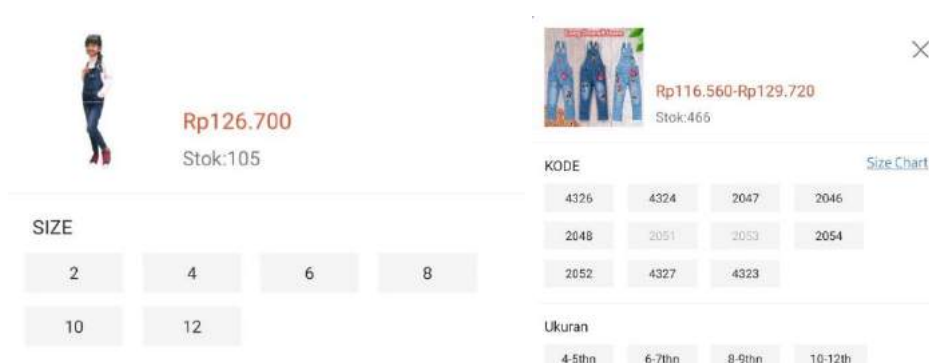 Rp126.700
Stok:105
SIZE
2 4 6 8
10 12
Rp116.560-Rp129.720
Stok:466
KODE Size Chart
4326 4324 2047 2046
2048 2051 2053 2054
2052 4327 4323
Ukuran
4-5thn 6-7thn 8-9thn 10-12th